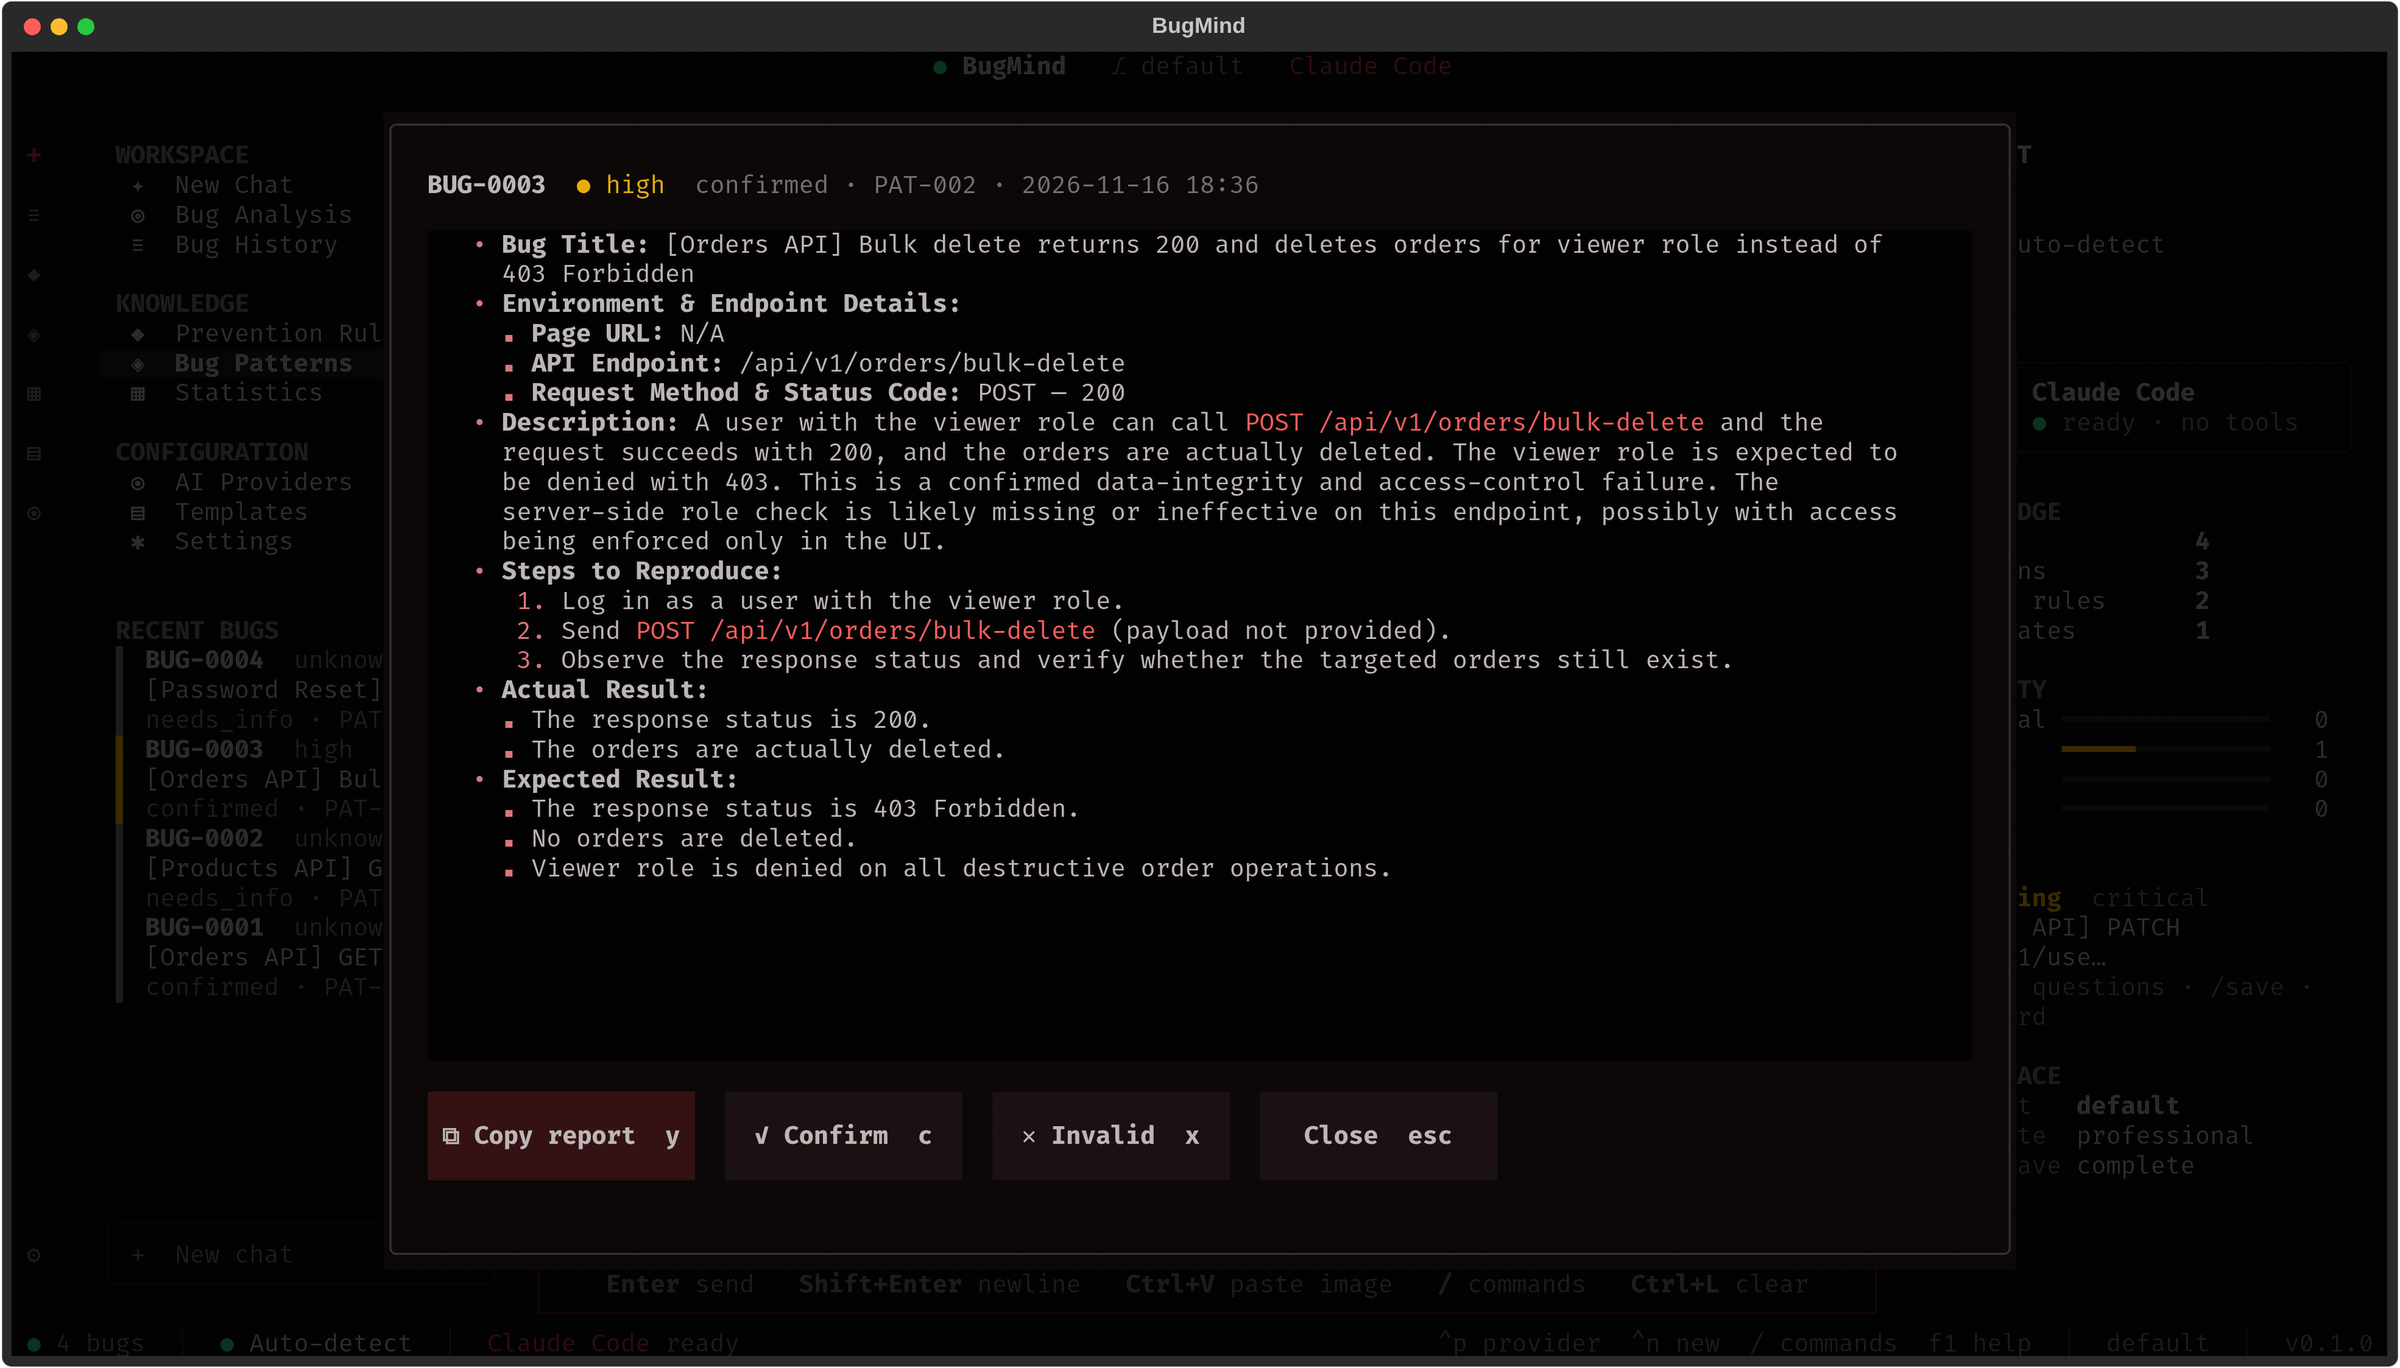 BugMind
● BugMind ⎇ default Claude Code
WORKSPACE
✦ New Chat
◎ Bug Analysis
≡ Bug History
KNOWLEDGE
◆ Prevention Rul
◈ Bug Patterns
▦ Statistics
CONFIGURATION
◎ AI Providers
⊟ Templates
✱ Settings
RECENT BUGS
BUG-0004 unknow
[Password Reset]
needs_info · PAT
BUG-0003 high
[Orders API] Bul
confirmed · PAT-
BUG-0002 unknow
[Products API] G
needs_info · PAT
BUG-0001 unknow
[Orders API] GET
confirmed · PAT-
+ New chat
BUG-0003 ● high confirmed · PAT-002 · 2026-11-16 18:36
• Bug Title: [Orders API] Bulk delete returns 200 and deletes orders for viewer role instead of
403 Forbidden
• Environment & Endpoint Details:
▪ Page URL: N/A
▪ API Endpoint: /api/v1/orders/bulk-delete
▪ Request Method & Status Code: POST — 200
• Description: A user with the viewer role can call POST /api/v1/orders/bulk-delete and the
request succeeds with 200, and the orders are actually deleted. The viewer role is expected to
be denied with 403. This is a confirmed data-integrity and access-control failure. The
server-side role check is likely missing or ineffective on this endpoint, possibly with access
being enforced only in the UI.
• Steps to Reproduce:
1. Log in as a user with the viewer role.
2. Send POST /api/v1/orders/bulk-delete (payload not provided).
3. Observe the response status and verify whether the targeted orders still exist.
• Actual Result:
▪ The response status is 200.
▪ The orders are actually deleted.
• Expected Result:
▪ The response status is 403 Forbidden.
▪ No orders are deleted.
▪ Viewer role is denied on all destructive order operations.
⧉ Copy report y
√ Confirm c
× Invalid x
Close esc
T
uto-detect
Claude Code
● ready · no tools
DGE
4
ns 3
rules 2
ates 1
TY
al 0
1
0
0
ing critical
API] PATCH
1/use…
questions · /save ·
rd
ACE
t default
te professional
ave complete
Enter send Shift+Enter newline Ctrl+V paste image / commands Ctrl+L clear
● 4 bugs ● Auto-detect Claude Code ready ^p provider ^n new / commands f1 help default v0.1.0